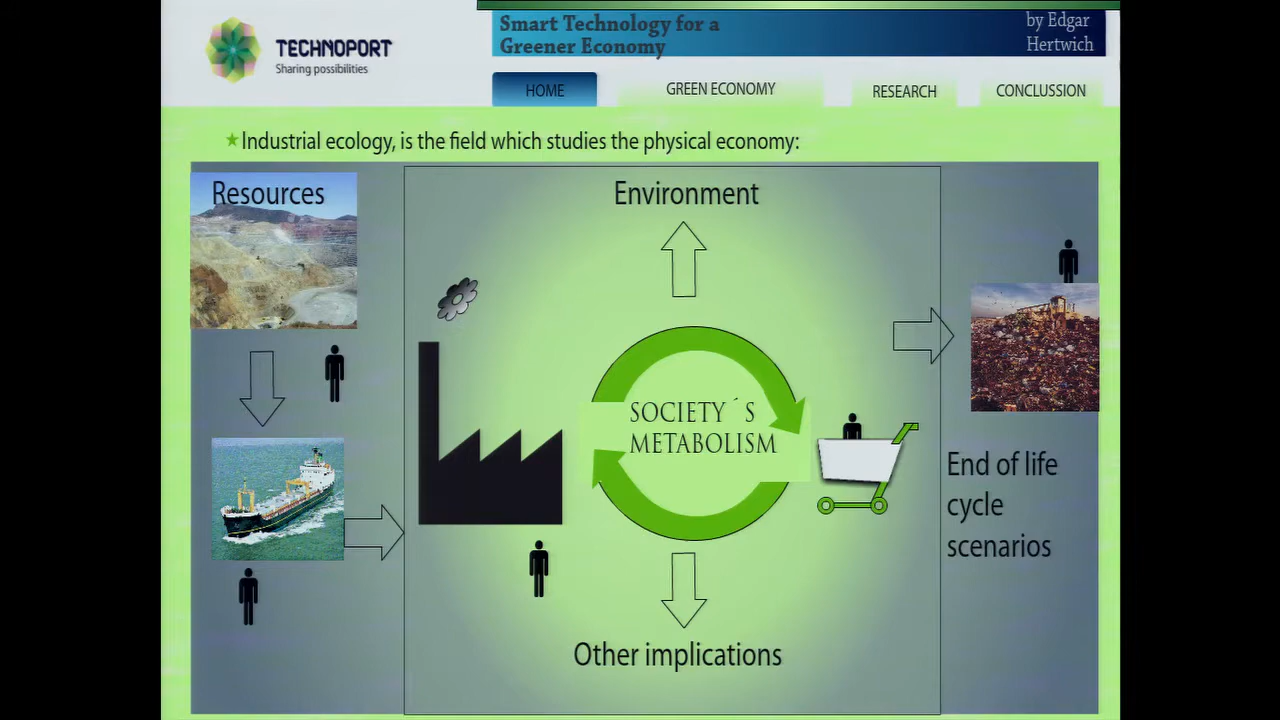 TECHNOPORT
Sharing possibilities
Smart Technology for a
Greener Economy
by Edgar
Hertwich
HOME
GREEN ECONOMY
RESEARCH
CONCLUSSION
Industrial ecology, is the field which studies the physical economy:
Resources
Environment
SOCIETY´S
METABOLISM
End of life
cycle
scenarios
Other implications